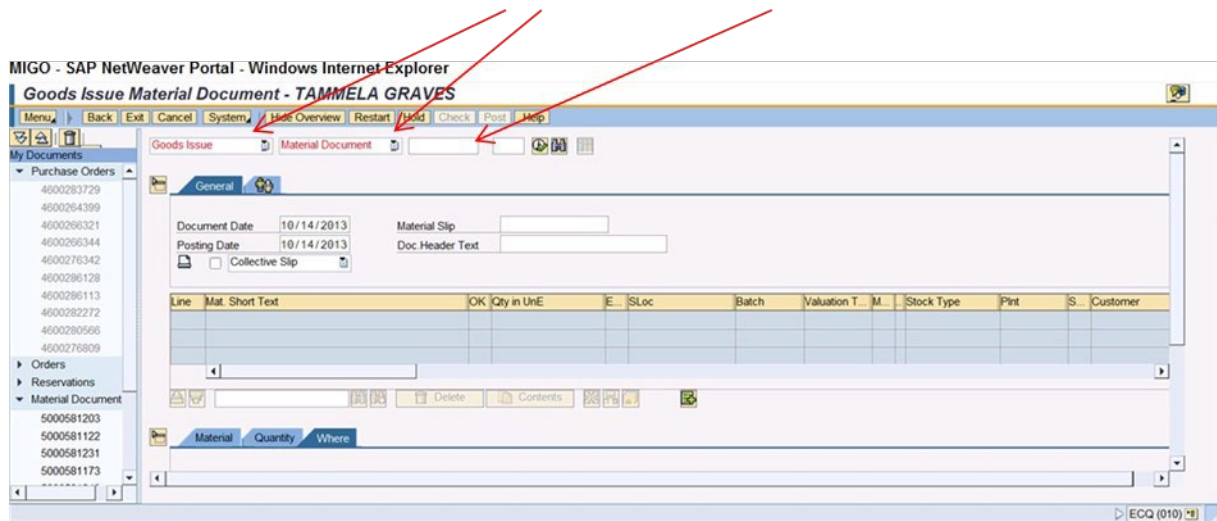 MIGO - SAP NetWeaver Portal - Windows Internet Explorer
Goods Issue Material Document - TAMMELA GRAVES
Menu Back Exit Cancel System Hide Overview Restart Hold Check Post Help
Goods Issue Material Document
My Documents
Purchase Orders
4600283729
General
4600264399
4600266321
Document Date 10/14/2013 Material Slip
4600266344
Posting Date 10/14/2013 Doc.Header Text
4600276342
Collective Slip
4600286128
4600286113
Line Mat. Short Text OK Qty in UnE E... SLoc Batch Valuation T... M... ... Stock Type Plnt S... Customer
4600282272
4600280566
4600276809
Orders
Reservations
Material Document
Delete Contents
5000581203
5000581122
Material Quantity Where
5000581231
5000581173
ECQ (010)